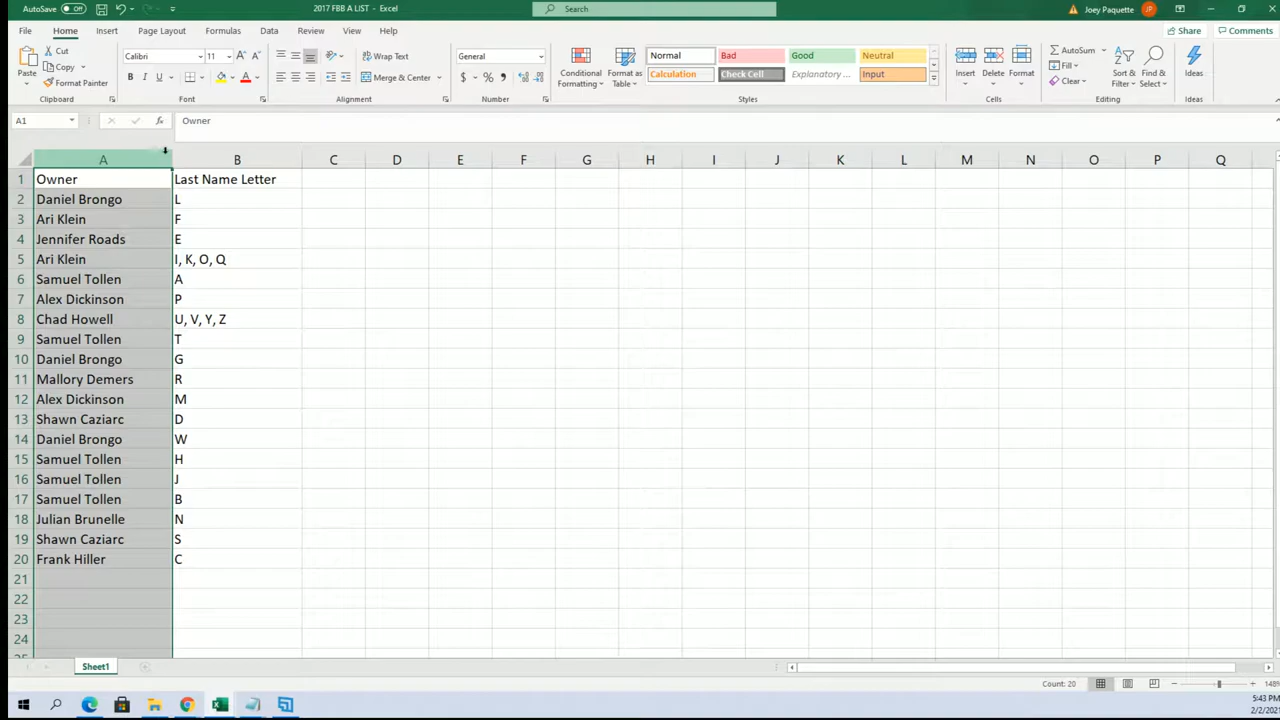 AutoSave Off 2017 FBB A LIST - Excel Search Joey Paquette JP
File Home Insert Page Layout Formulas Data Review View Help Share Comments
Paste Cut Copy Format Painter Clipboard
Calibri 11 A A B I U A Font
ab Wrap Text Merge & Center Alignment
General $ % Number
Conditional Formatting Format as Table Normal Bad Good Neutral Calculation Check Cell Explanary ... Input Styles
Insert Delete Format Cells
AutoSum Fill Clear Sort & Filter Find & Select Editing
Ideas Ideas
A1 fx Owner
A B C D E F G H I J K L M N O P Q
1 Owner Last Name Letter
2 Daniel Brongo L
3 Ari Klein F
4 Jennifer Roads E
5 Ari Klein I, K, O, Q
6 Samuel Tollen A
7 Alex Dickinson P
8 Chad Howell U, V, Y, Z
9 Samuel Tollen T
10 Daniel Brongo G
11 Mallory Demers R
12 Alex Dickinson M
13 Shawn Caziarc D
14 Daniel Brongo W
15 Samuel Tollen H
16 Samuel Tollen J
17 Samuel Tollen B
18 Julian Brunelle N
19 Shawn Caziarc S
20 Frank Hiller C
21
22
23
24
Sheet1
Count: 20 148%
5:43 PM
2/2/2021